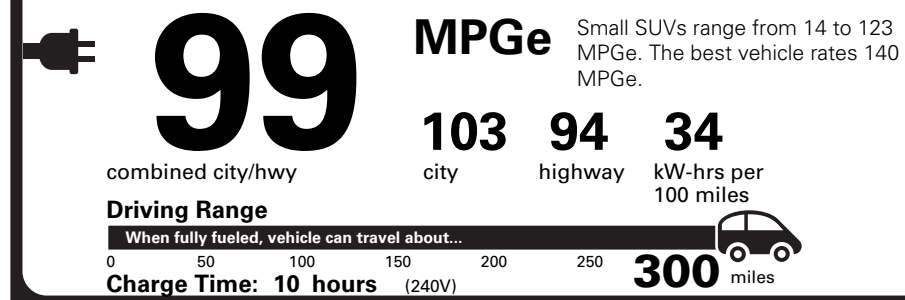 99
MPGe
Small SUVs range from 14 to 123
MPGe. The best vehicle rates 140
MPGe.
combined city/hwy
103 94 34
city highway kW-hrs per
100 miles
Driving Range
When fully fueled, vehicle can travel about...
0 50 100 150 200 250 300 miles
Charge Time: 10 hours (240V)